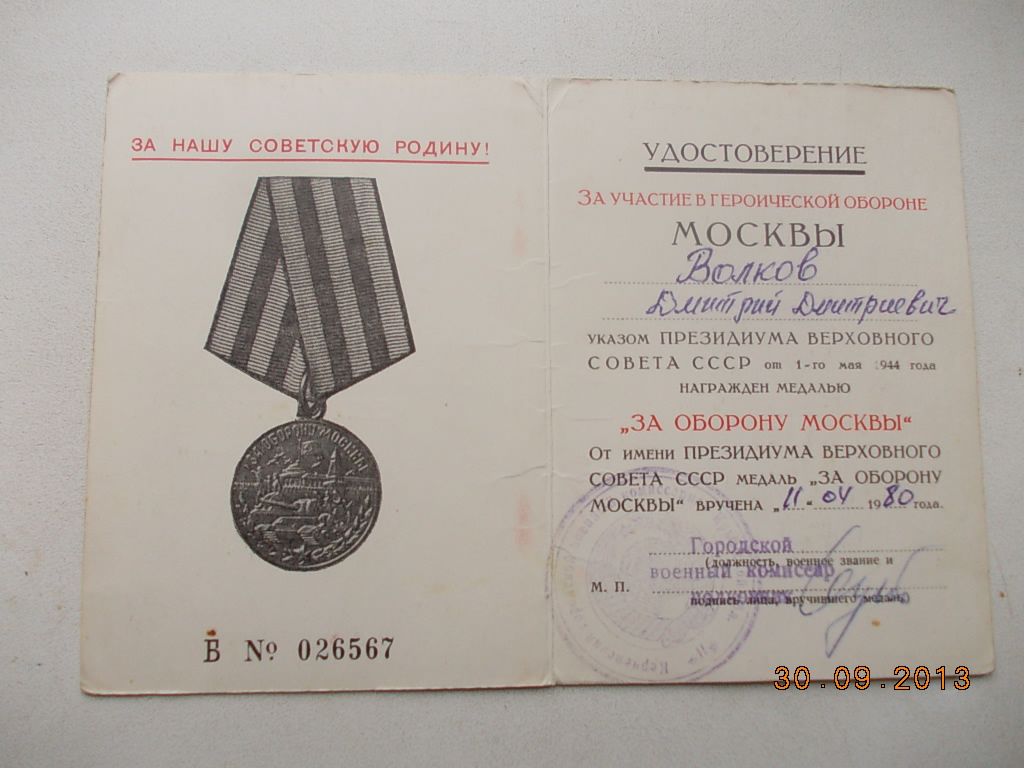 ЗА НАШУ СОВЕТСКУЮ РОДИНУ!
ЗА ОБОРОНУ МОСКВЫ
Б № 026567
УДОСТОВЕРЕНИЕ
ЗА УЧАСТИЕ В ГЕРОИЧЕСКОЙ ОБОРОНЕ
МОСКВЫ
Волков
Дмитрий Дмитриевич
УКАЗОМ ПРЕЗИДИУМА ВЕРХОВНОГО
СОВЕТА СССР от 1-го мая 1944 года
НАГРАЖДЕН МЕДАЛЬЮ
„ЗА ОБОРОНУ МОСКВЫ“
От имени ПРЕЗИДИУМА ВЕРХОВНОГО
СОВЕТА СССР МЕДАЛЬ „ЗА ОБОРОНУ
МОСКВЫ“ ВРУЧЕНА „11“ 04 1980 года.
Городской
(должность, военное звание и
военный комиссар
М. П.
подпись лица, вручившего медаль)
30.09.2013